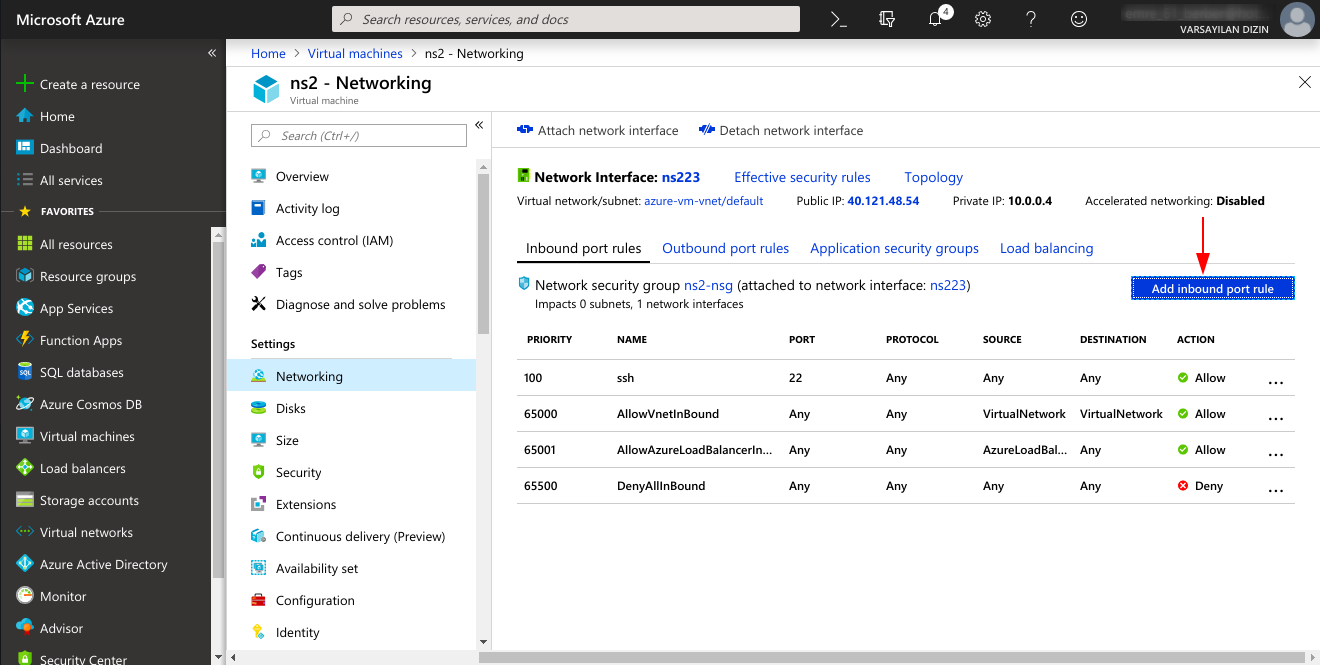 Microsoft Azure
Search resources, services, and docs
4
VARSAYILAN DIZIN
Create a resource
Home
Dashboard
All services
FAVORITES
All resources
Resource groups
App Services
Function Apps
SQL databases
Azure Cosmos DB
Virtual machines
Load balancers
Storage accounts
Virtual networks
Azure Active Directory
Monitor
Advisor
Security Center
Home > Virtual machines > ns2 - Networking
ns2 - Networking
Virtual machine
Search (Ctrl+/)
Overview
Activity log
Access control (IAM)
Tags
Diagnose and solve problems
Settings
Networking
Disks
Size
Security
Extensions
Continuous delivery (Preview)
Availability set
Configuration
Identity
Attach network interface Detach network interface
Network Interface: ns223 Effective security rules Topology
Virtual network/subnet: azure-vm-vnet/default Public IP: 40.121.48.54 Private IP: 10.0.0.4 Accelerated networking: Disabled
Inbound port rules Outbound port rules Application security groups Load balancing
Network security group ns2-nsg (attached to network interface: ns223)
Impacts 0 subnets, 1 network interfaces
Add inbound port rule
PRIORITY NAME PORT PROTOCOL SOURCE DESTINATION ACTION
100 ssh 22 Any Any Any Allow ...
65000 AllowVnetInBound Any Any VirtualNetwork VirtualNetwork Allow ...
65001 AllowAzureLoadBalancerIn... Any Any AzureLoadBal... Any Allow ...
65500 DenyAllInBound Any Any Any Any Deny ...